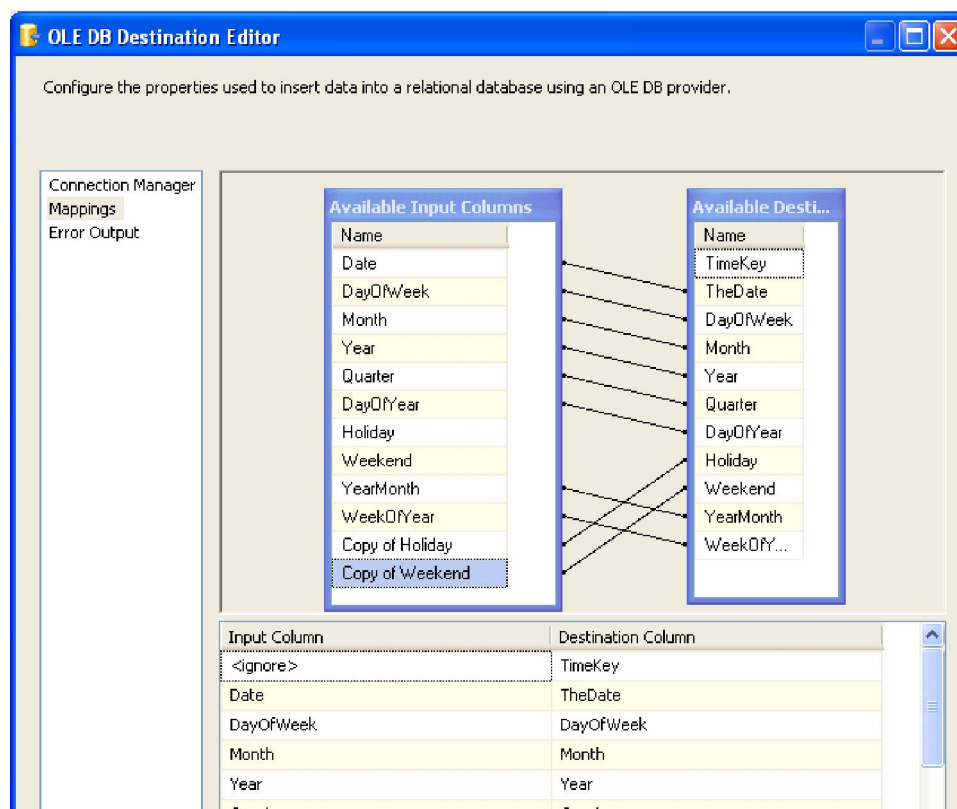 OLE DB Destination Editor
Configure the properties used to insert data into a relational database using an OLE DB provider.
Connection Manager
Mappings
Error Output
Available Input Columns
Name
Date
DayOfWeek
Month
Year
Quarter
DayOfYear
Holiday
Weekend
YearMonth
WeekOfYear
Copy of Holiday
Copy of Weekend
Available Desti...
Name
TimeKey
TheDate
DayOfWeek
Month
Year
Quarter
DayOfYear
Holiday
Weekend
YearMonth
WeekOfY...
Input Column Destination Column
<ignore> TimeKey
Date TheDate
DayOfWeek DayOfWeek
Month Month
Year Year